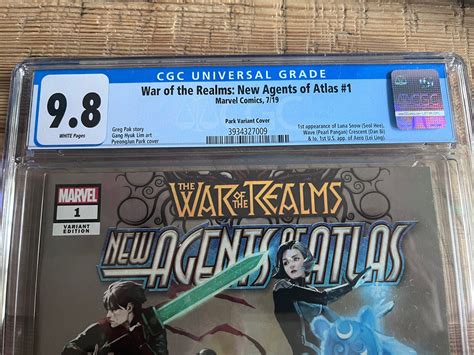 CGC UNIVERSAL GRADE
9.8
WHITE Pages
War of the Realms: New Agents of Atlas #1
Marvel Comics, 7/19
Park Variant Cover
3934327009
Greg Pak story
Gang Hyuk Lim art
Pyeongjun Park cover
1st appearance of Luna Snow (Seol Hee),
Wave (Pearl Pangan) Crescent (Dan Bi)
& Io. 1st U.S. app. of Aero (Lei Ling)
MARVEL
1
VARIANT
EDITION
THE
WAR OF THE REALMS
NEW AGENTS OF ATLAS